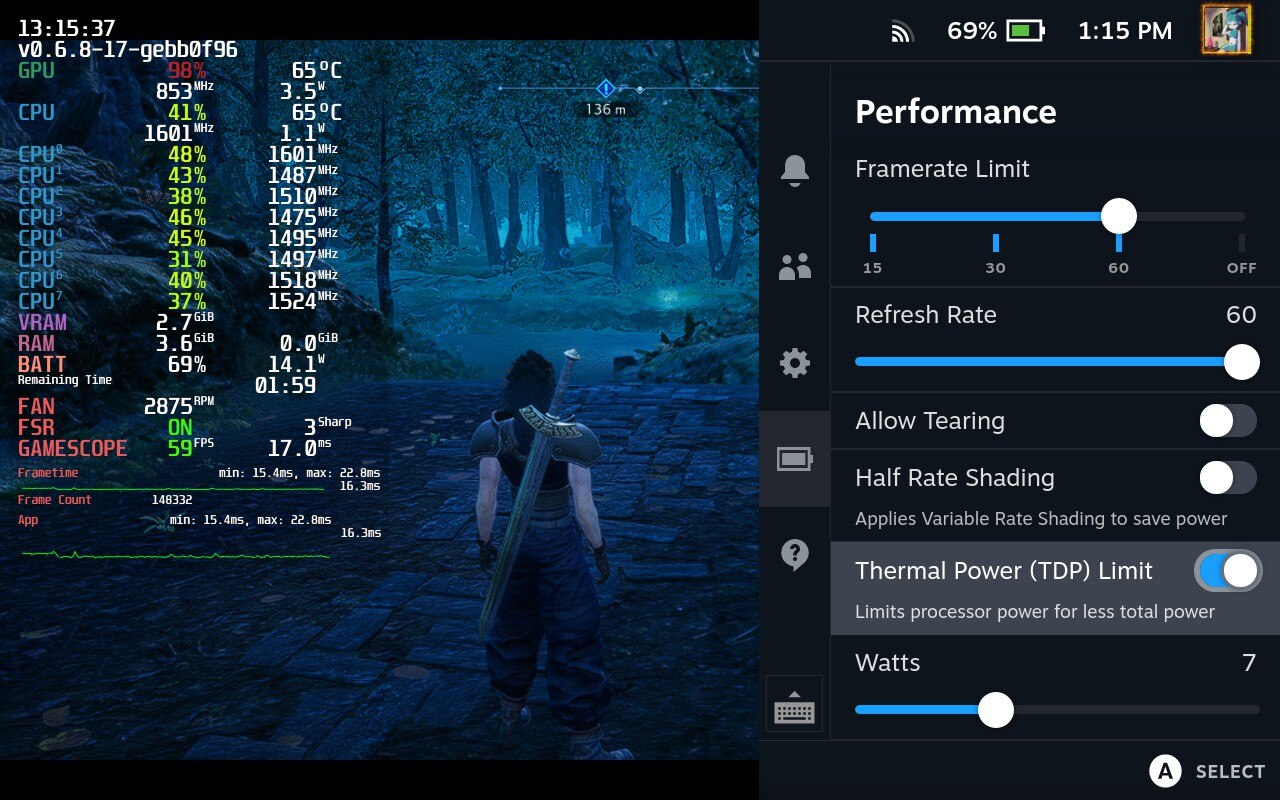 13:15:37
v0.6.8-17-gebb0f96
GPU 98% 65°C
853MHz 3.5W
CPU 41% 65°C
1601MHz 1.1W
CPU0 48% 1601MHz
CPU1 43% 1487MHz
CPU2 38% 1510MHz
CPU3 46% 1475MHz
CPU4 45% 1495MHz
CPU5 31% 1497MHz
CPU6 40% 1518MHz
CPU7 37% 1524MHz
VRAM 2.7GiB
RAM 3.6GiB 0.0GiB
BATT 69% 14.1W
Remaining Time 01:59
FAN 2875RPM
FSR ON 3Sharp
GAMESCOPE 59FPS 17.0ms
Frametime min: 15.4ms, max: 22.8ms
16.3ms
Frame Count 148332
App min: 15.4ms, max: 22.8ms
16.3ms
136 m
69% 1:15 PM
Performance
Framerate Limit
15 30 60 OFF
Refresh Rate 60
Allow Tearing
Half Rate Shading
Applies Variable Rate Shading to save power
Thermal Power (TDP) Limit
Limits processor power for less total power
Watts 7
A SELECT